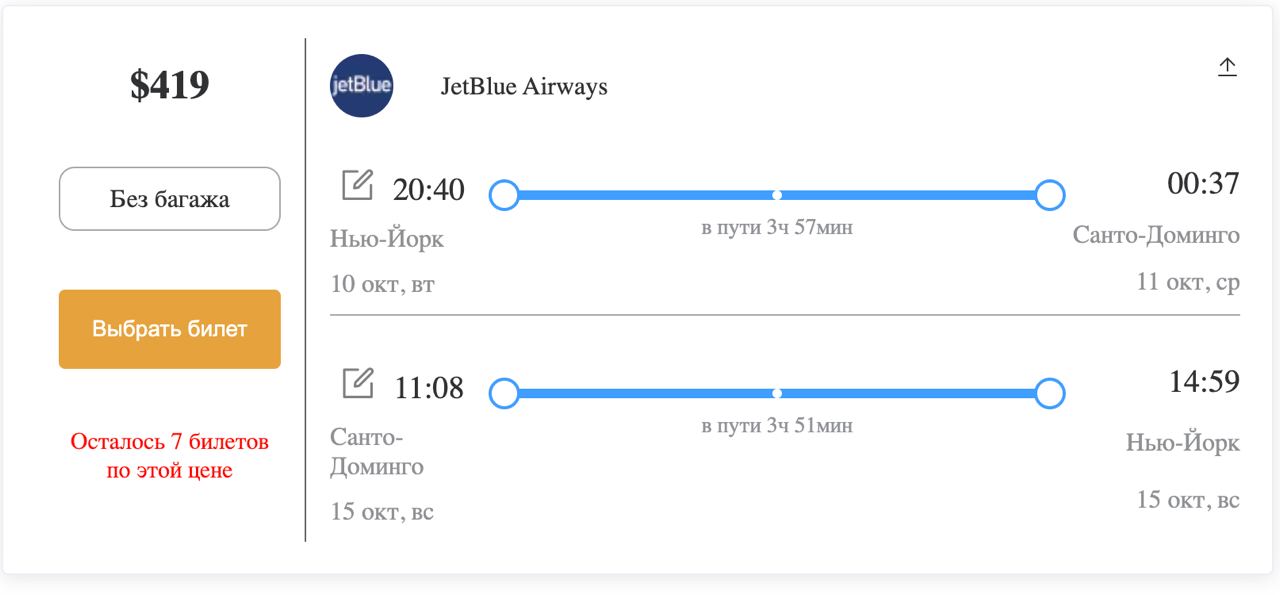 $419
Без багажа
Выбрать билет
Осталось 7 билетов
по этой цене
jetBlue
JetBlue Airways
20:40
00:37
в пути 3ч 57мин
Нью-Йорк
Санто-Доминго
10 окт, вт
11 окт, ср
11:08
14:59
в пути 3ч 51мин
Санто-
Доминго
Нью-Йорк
15 окт, вс
15 окт, вс